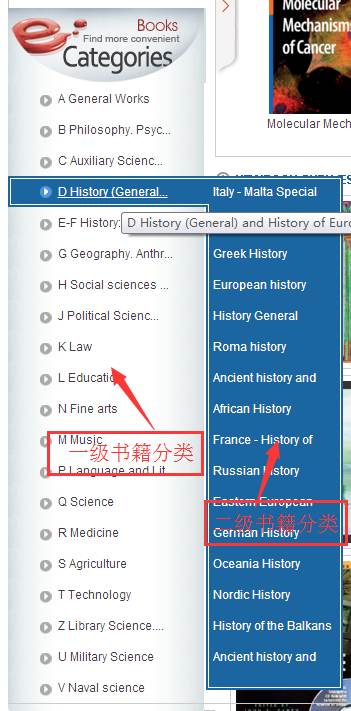 Books
Find more convenient
Categories
A General Works
B Philosophy. Psyc...
C Auxiliary Scienc...
D History (General...
E-F History:
G Geography. Anthr...
H Social sciences ...
J Political Scienc...
K Law
L Education
N Fine arts
M Music
P Language and Lit
Q Science
R Medicine
S Agriculture
T Technology
Z Library Science....
U Military Science
V Naval science
一级书籍分类
Italy - Malta Special
D History (General) and History of Euro
Greek History
European history
History General
Roma history
Ancient history and
African History
France - History of
Russian History
Eastern European
German History
Oceania History
Nordic History
History of the Balkans
Ancient history and
二级书籍分类
Molecular
Mechanisms
of Cancer
Molecular Mech